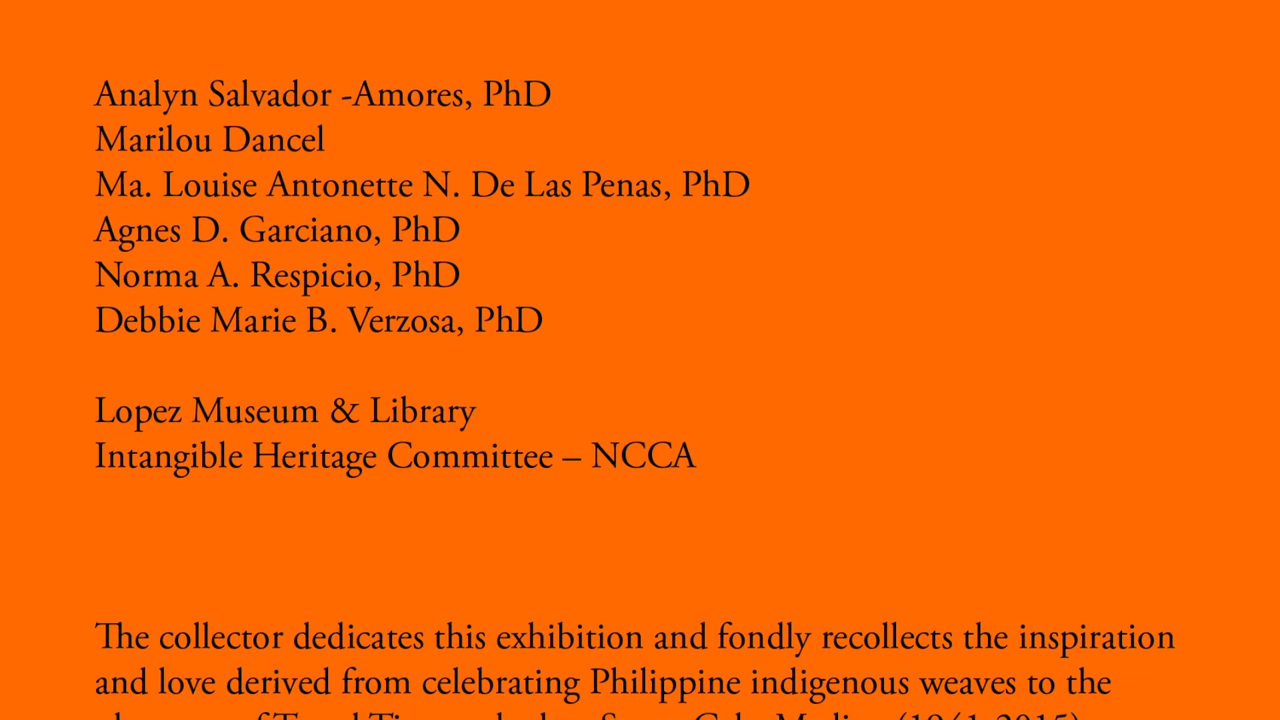 Analyn Salvador -Amores, PhD
Marilou Dancel
Ma. Louise Antonette N. De Las Penas, PhD
Agnes D. Garciano, PhD
Norma A. Respicio, PhD
Debbie Marie B. Verzosa, PhD
Lopez Museum & Library
Intangible Heritage Committee – NCCA
The collector dedicates this exhibition and fondly recollects the inspiration
and love derived from celebrating Philippine indigenous weaves to the